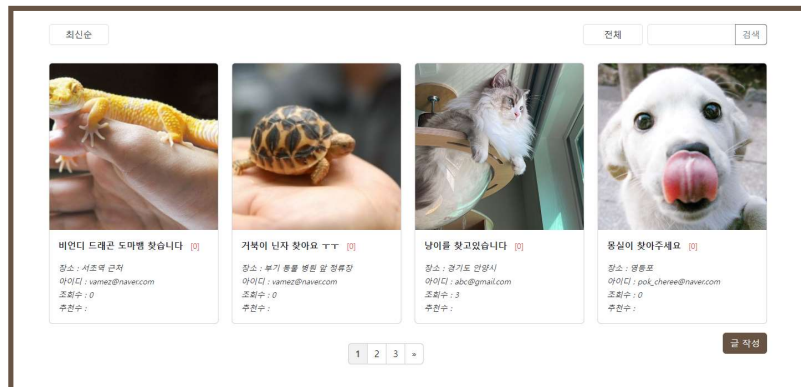 최신순
전체
검색
비언디 드래곤 도마뱀 찾습니다 [0]
장소 : 서초역 근처
아이디 : vamez@naver.com
조회수 : 0
추천수 :
거북이 닌자 찾아요 ㅜㅜ [0]
장소 : 부기 동물 병원 앞 정류장
아이디 : vamez@naver.com
조회수 : 0
추천수 :
냥이를 찾고있습니다 [0]
장소 : 경기도 안양시
아이디 : abc@gmail.com
조회수 : 3
추천수 :
몽실이 찾아주세요 [0]
장소 : 영등포
아이디 : pok_cheree@naver.com
조회수 : 0
추천수 :
글 작성
1 2 3 »